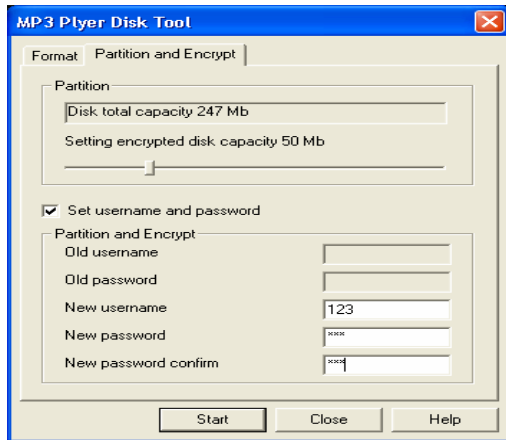 MP3 Plyer Disk Tool
Format Partition and Encrypt
Partition
Disk total capacity 247 Mb
Setting encrypted disk capacity 50 Mb
Set username and password
Partition and Encrypt
Old username
Old password
New username 123
New password ***
New password confirm ***
Start Close Help